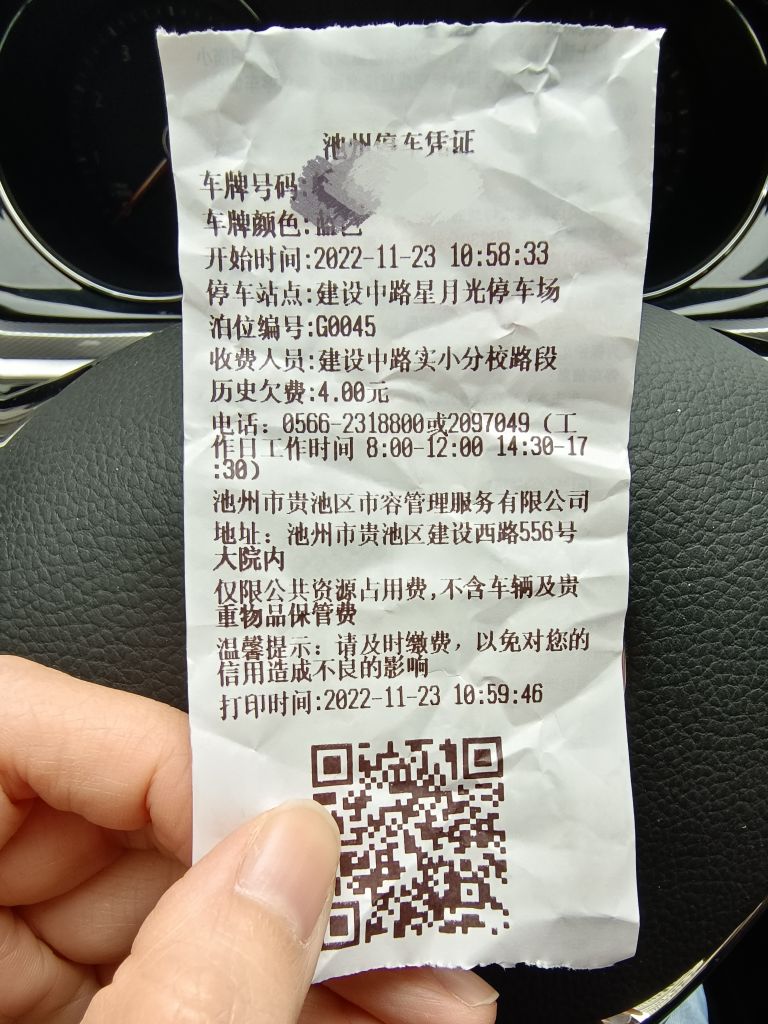 池州停车凭证
车牌号码:
车牌颜色:蓝色
开始时间:2022-11-23 10:58:33
停车站点:建设中路星月光停车场
泊位编号:G0045
收费人员:建设中路实小分校路段
历史欠费:4.00元
电话：0566-2318800或2097049（工
作日工作时间 8:00-12:00 14:30-17
:30）
池州市贵池区市容管理服务有限公司
地址：池州市贵池区建设西路556号
大院内
仅限公共资源占用费,不含车辆及贵
重物品保管费
温馨提示：请及时缴费，以免对您的
信用造成不良的影响
打印时间:2022-11-23 10:59:46